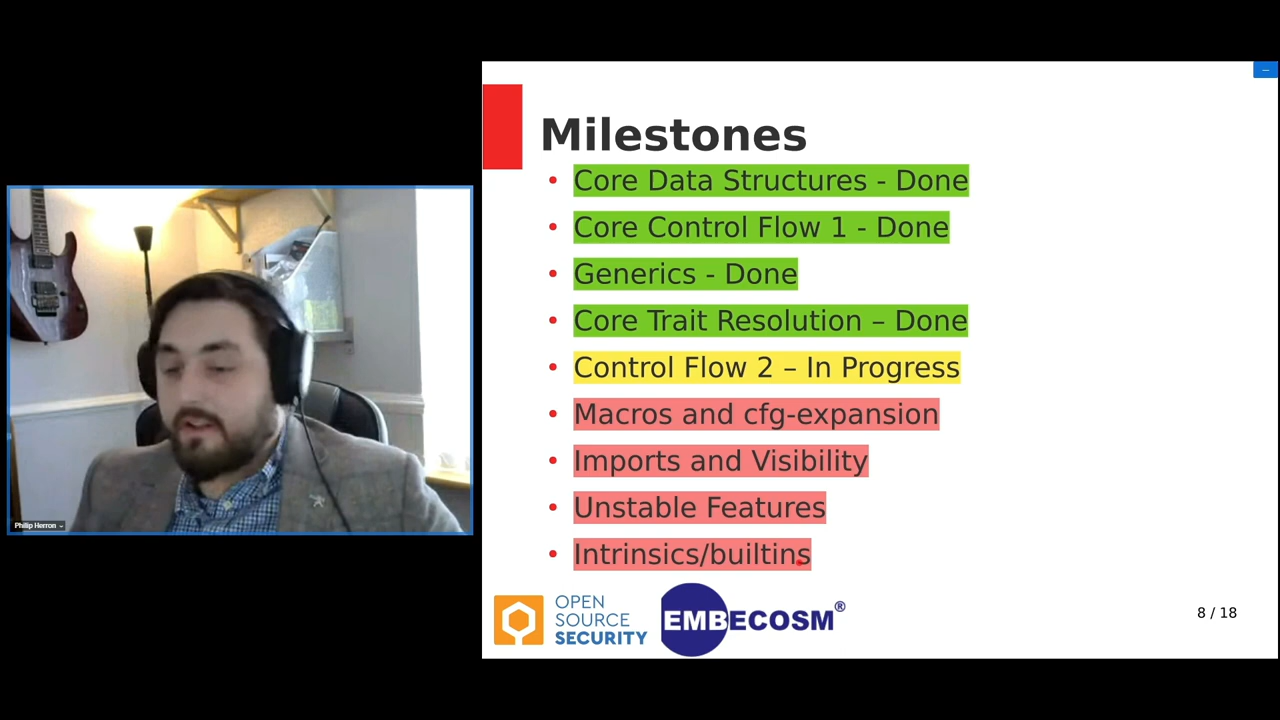 Milestones
Core Data Structures - Done
Core Control Flow 1 - Done
Generics - Done
Core Trait Resolution – Done
Control Flow 2 – In Progress
Macros and cfg-expansion
Imports and Visibility
Unstable Features
Intrinsics/builtins
OPEN
SOURCE
SECURITY
EMBECOSM®
8 / 18
Philip Herron